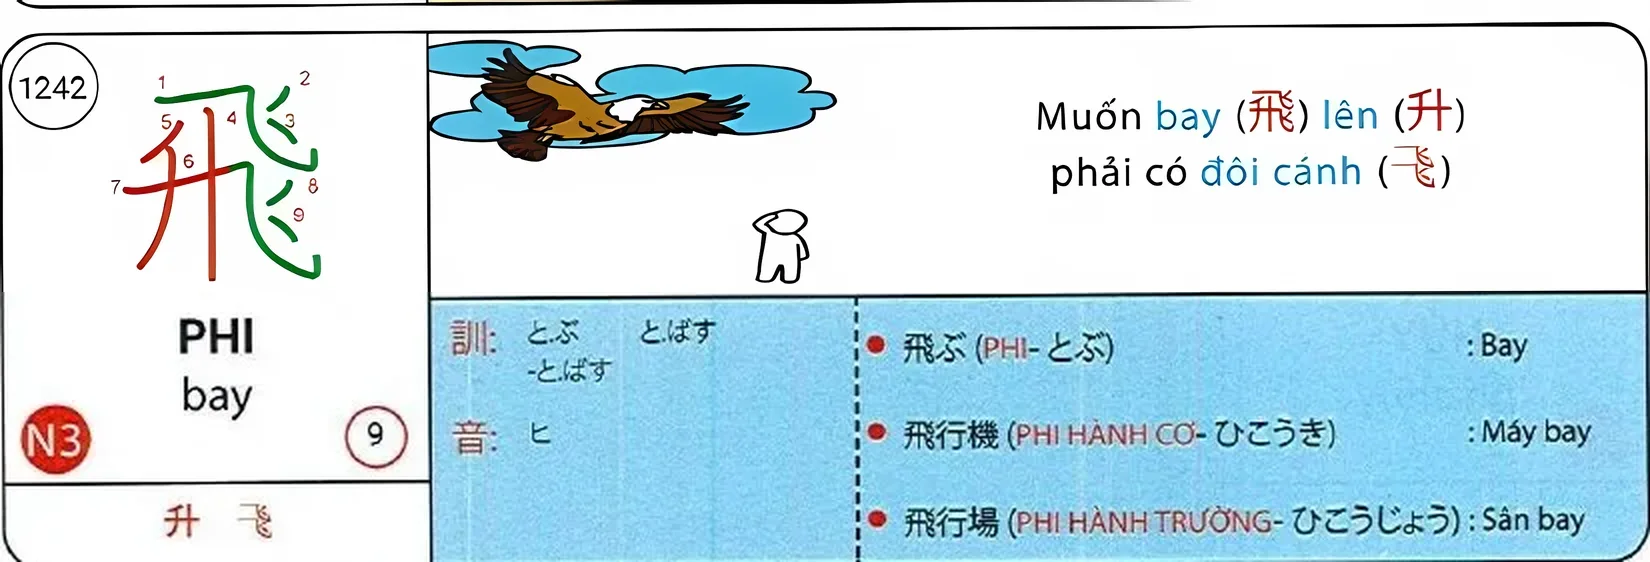 1242
1
2
3
4
5
6
7
8
9
PHI
bay
N3
9
升 飞
Muốn bay (飛) lên (升)
phải có đôi cánh (飞)
訓: と.ぶ と.ばす
-と.ばす
音: ヒ
● 飛ぶ (PHI- とぶ) : Bay
● 飛行機 (PHI HÀNH CƠ- ひこうき) : Máy bay
● 飛行場 (PHI HÀNH TRƯỜNG- ひこうじょう) : Sân bay